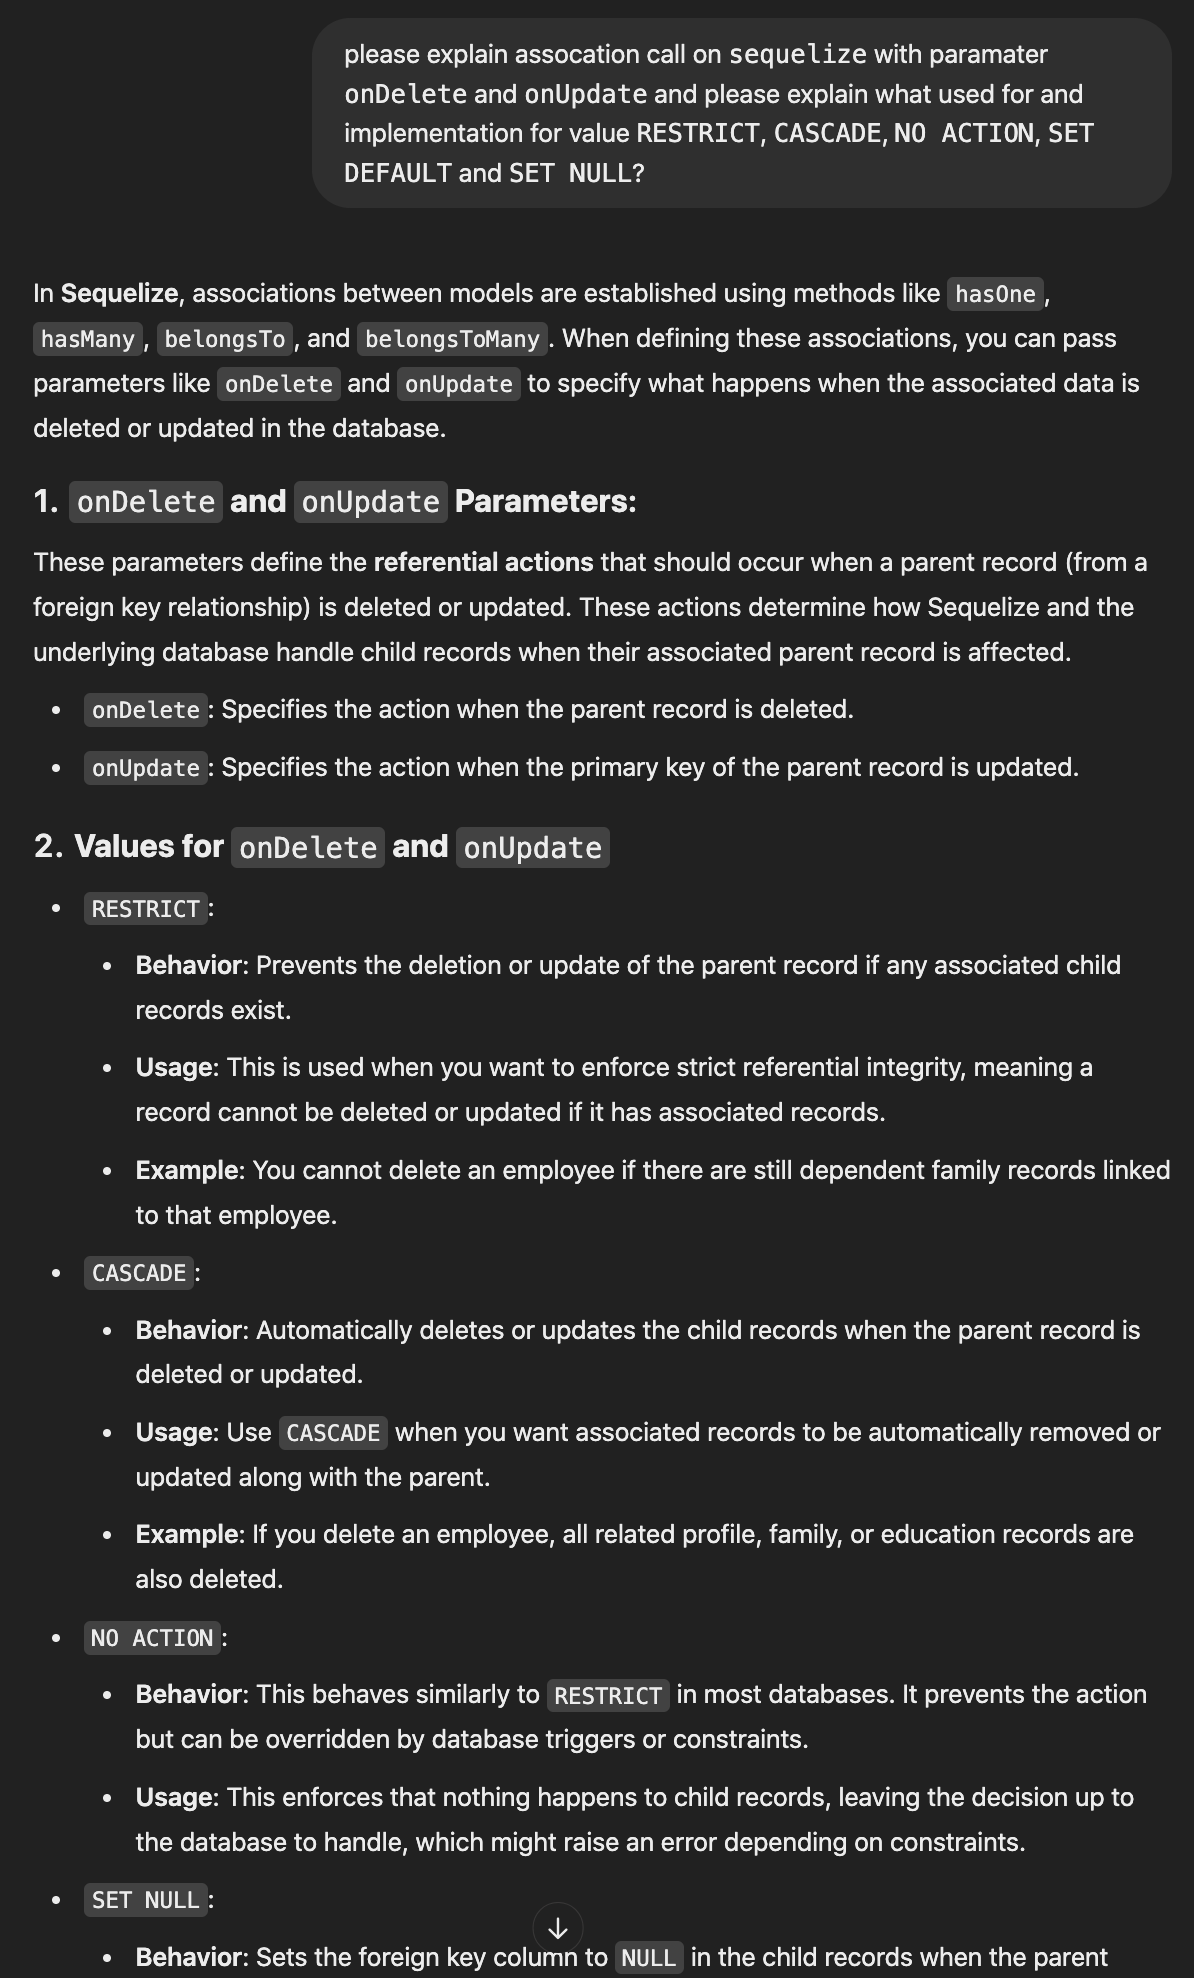 please explain assocation call on sequelize with paramater
onDelete and onUpdate and please explain what used for and
implementation for value RESTRICT, CASCADE, NO ACTION, SET
DEFAULT and SET NULL?
In Sequelize, associations between models are established using methods like hasOne,
hasMany, belongsTo, and belongsToMany. When defining these associations, you can pass
parameters like onDelete and onUpdate to specify what happens when the associated data is
deleted or updated in the database.
1. onDelete and onUpdate Parameters:
These parameters define the referential actions that should occur when a parent record (from a
foreign key relationship) is deleted or updated. These actions determine how Sequelize and the
underlying database handle child records when their associated parent record is affected.
• onDelete: Specifies the action when the parent record is deleted.
• onUpdate: Specifies the action when the primary key of the parent record is updated.
2. Values for onDelete and onUpdate
• RESTRICT:
• Behavior: Prevents the deletion or update of the parent record if any associated child
records exist.
• Usage: This is used when you want to enforce strict referential integrity, meaning a
record cannot be deleted or updated if it has associated records.
• Example: You cannot delete an employee if there are still dependent family records linked
to that employee.
• CASCADE:
• Behavior: Automatically deletes or updates the child records when the parent record is
deleted or updated.
• Usage: Use CASCADE when you want associated records to be automatically removed or
updated along with the parent.
• Example: If you delete an employee, all related profile, family, or education records are
also deleted.
• NO ACTION:
• Behavior: This behaves similarly to RESTRICT in most databases. It prevents the action
but can be overridden by database triggers or constraints.
• Usage: This enforces that nothing happens to child records, leaving the decision up to
the database to handle, which might raise an error depending on constraints.
• SET NULL:
• Behavior: Sets the foreign key column to NULL in the child records when the parent